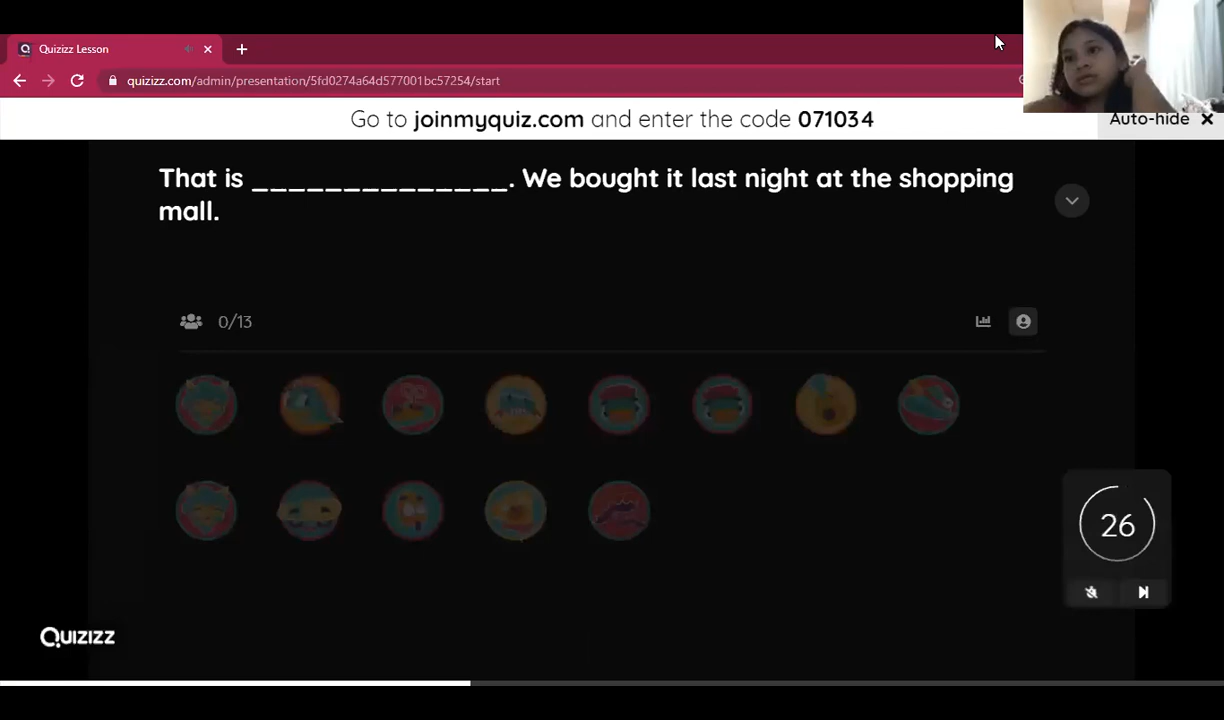 Quizizz Lesson
quizizz.com/admin/presentation/5fd0274a64d577001bc57254/start
Go to joinmyquiz.com and enter the code 071034
Auto-hide
That is ______________. We bought it last night at the shopping
mall.
0/13
26
Quizizz